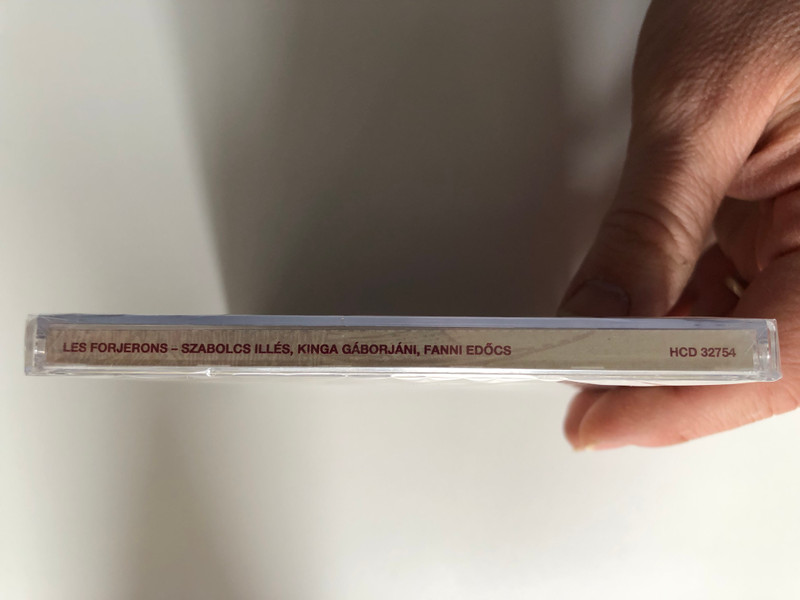 LES FORJERONS – SZABOLCS ILLÉS, KINGA GÁBORJÁNI, FANNI EDŐCS HCD 32754